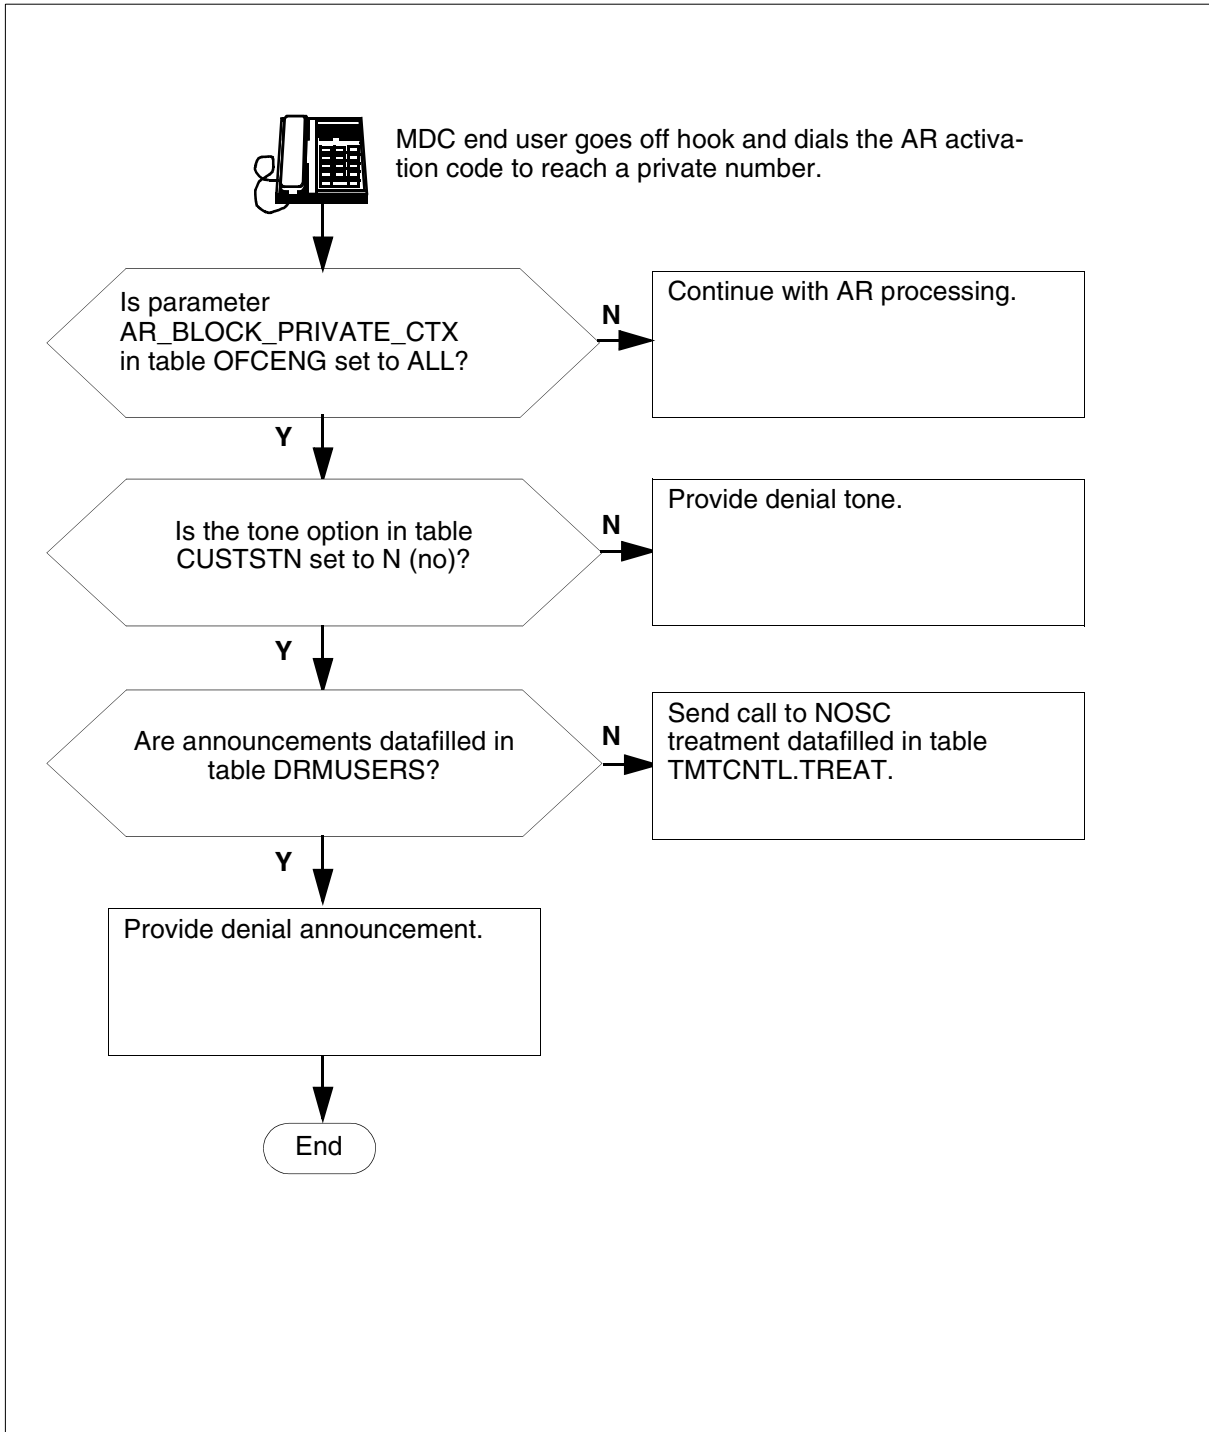 MDC end user goes off hook and dials the AR activa-
tion code to reach a private number.
Is parameter
AR_BLOCK_PRIVATE_CTX
in table OFCENG set to ALL?
N
Continue with AR processing.
Y
Is the tone option in table
CUSTSTN set to N (no)?
N
Provide denial tone.
Y
Are announcements datafilled in
table DRMUSERS?
N
Send call to NOSC
treatment datafilled in table
TMTCNTL.TREAT.
Y
Provide denial announcement.
End